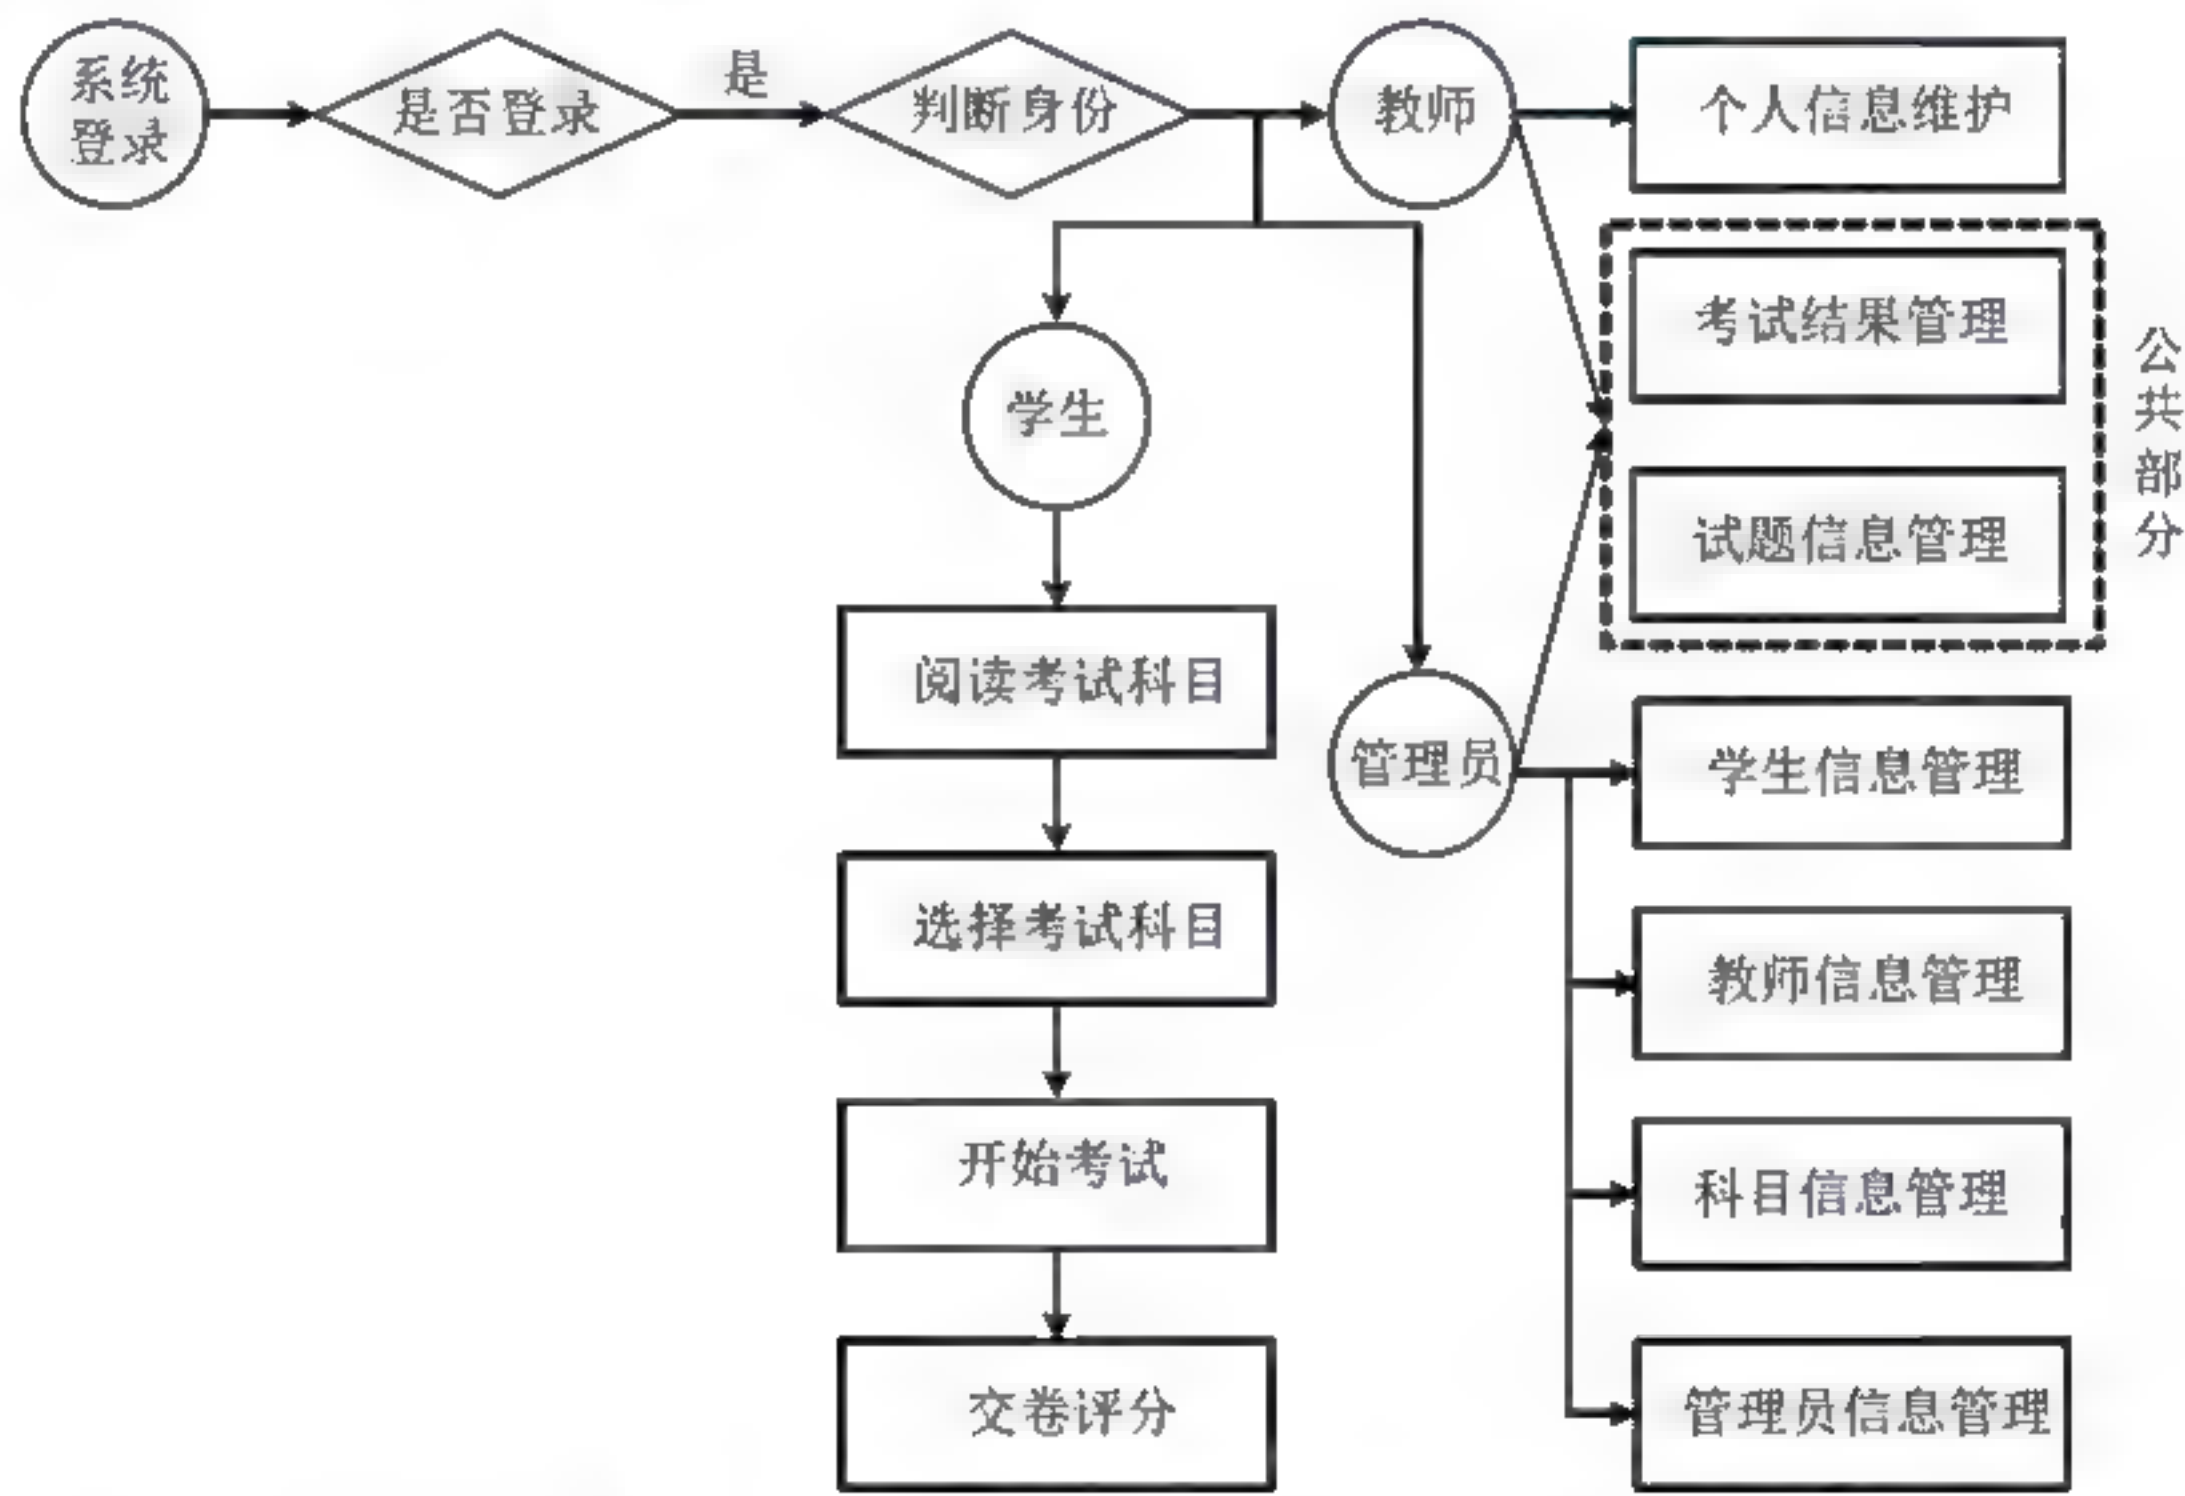 系统
登录
是否登录
是
判断身份
教师
个人信息维护
考试结果管理
试题信息管理
公
共
部
分
学生
阅读考试科目
选择考试科目
开始考试
交卷评分
管理员
学生信息管理
教师信息管理
科目信息管理
管理员信息管理